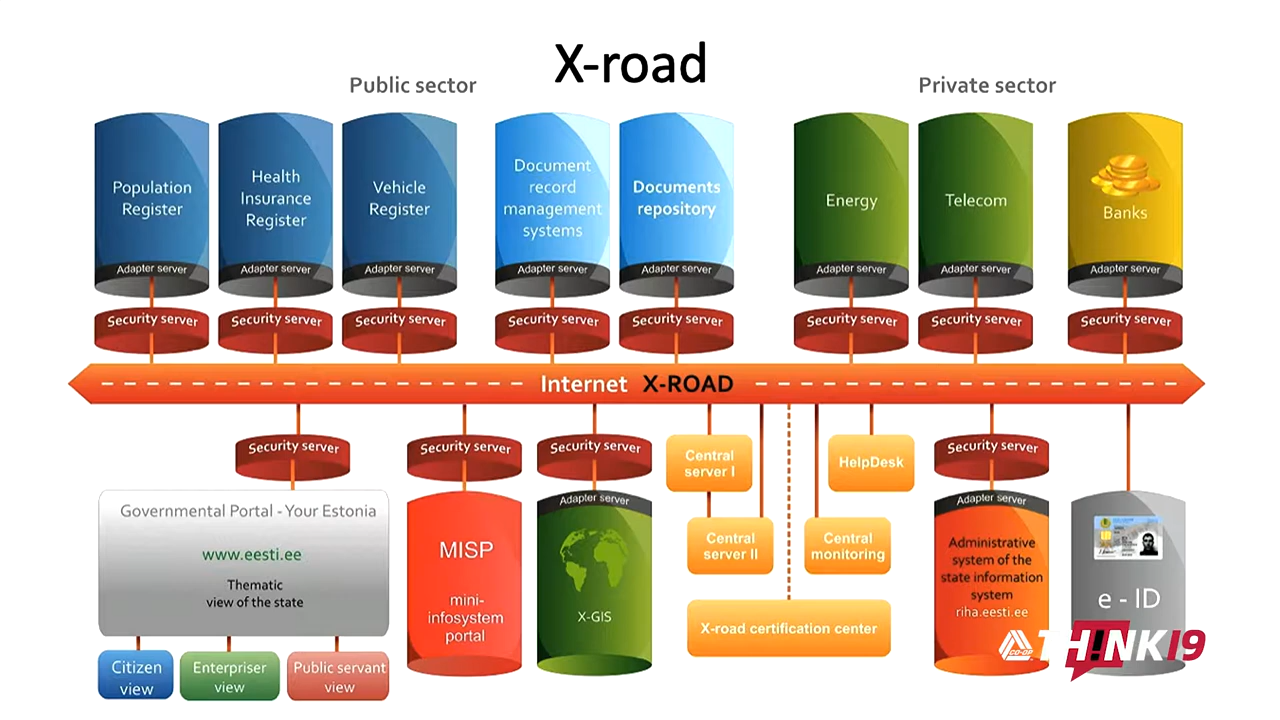 X-road
Public sector
Private sector
Population
Register
Health
Insurance
Register
Vehicle
Register
Document
record
management
systems
Documents
repository
Energy
Telecom
Banks
Adapter server
Adapter server
Adapter server
Adapter server
Adapter server
Adapter server
Adapter server
Adapter server
Security server
Security server
Security server
Security server
Security server
Security server
Security server
Security server
Internet X-ROAD
Security server
Security server
Security server
Central
server I
HelpDesk
Security server
Governmental Portal - Your Estonia
www.eesti.ee
Thematic
view of the state
MISP
mini-
infosystem
portal
Adapter server
X-GIS
Central
server II
Central
monitoring
X-road certification center
Adapter server
Administrative
system of the
state information
system
riha.eesti.ee
e - ID
Citizen
view
Enterpriser
view
Public servant
view
CO-OP
TH!NK19